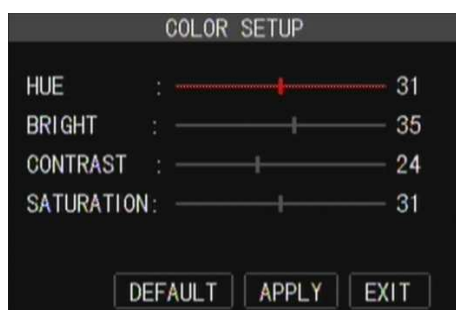 COLOR SETUP
HUE : 31
BRIGHT : 35
CONTRAST : 24
SATURATION: 31
DEFAULT APPLY EXIT